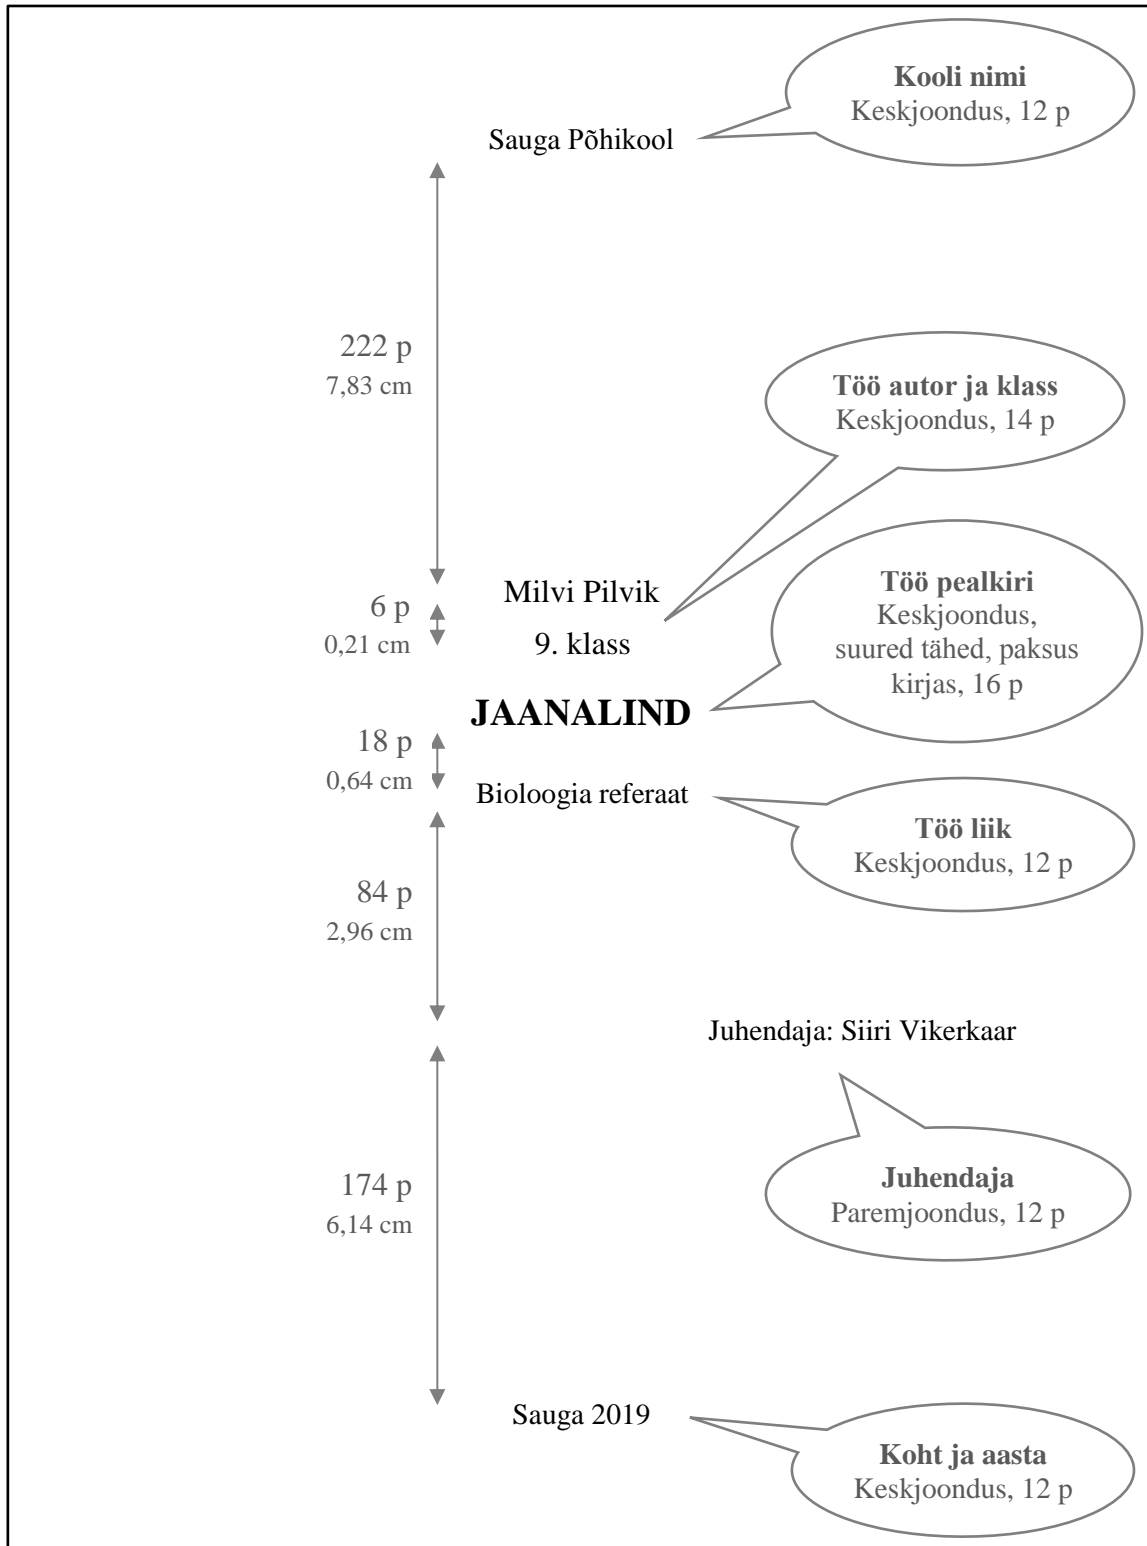 Kooli nimi
Keskjoondus, 12 p
Sauga Põhikool
222 p
7,83 cm
Töö autor ja klass
Keskjoondus, 14 p
Milvi Pilvik
9. klass
6 p
0,21 cm
Töö pealkiri
Keskjoondus,
suured tähed, paksus
kirjas, 16 p
JAANALIND
18 p
0,64 cm
Bioloogia referaat
Töö liik
Keskjoondus, 12 p
84 p
2,96 cm
Juhendaja: Siiri Vikerkaar
Juhendaja
Paremjoondus, 12 p
174 p
6,14 cm
Sauga 2019
Koht ja aasta
Keskjoondus, 12 p